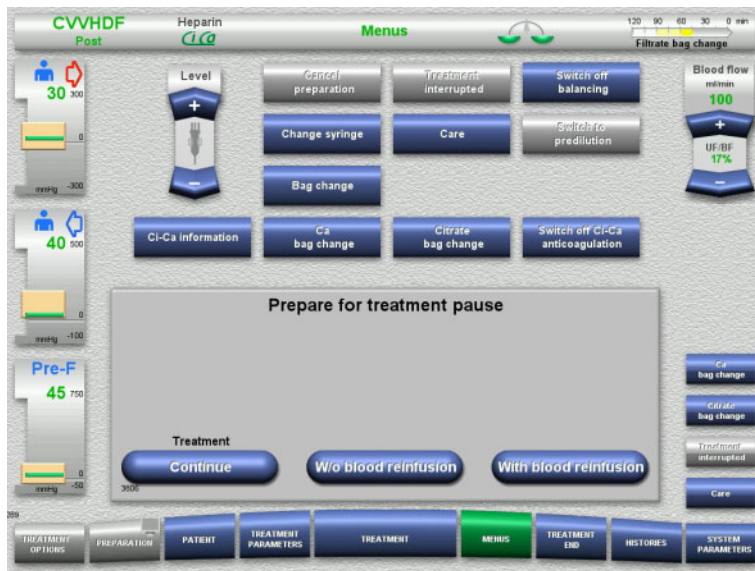 CVVHDF
Post
Heparin
CiCa
Menus
120 90 60 30 0 min
Filtrate bag change
30 300
0
mmHg -300
40 500
0
mmHg -100
Pre-F
45 750
0
mmHg -50
Level
+
−
Cancel
preparation
Treatment
interrupted
Switch off
balancing
Change syringe
Care
Switch to
predilution
Bag change
Ci-Ca information
Ca
bag change
Citrate
bag change
Switch off Ci-Ca
anticoagulation
Blood flow
ml/min
100
+
UF/BF
17%
−
Prepare for treatment pause
Treatment
Continue
W/o blood reinfusion
With blood reinfusion
3806
Ca
bag change
Citrate
bag change
Treatment
interrupted
Care
289
TREATMENT
OPTIONS
PREPARATION
PATIENT
TREATMENT
PARAMETERS
TREATMENT
MENUS
TREATMENT
END
HISTORIES
SYSTEM
PARAMETERS